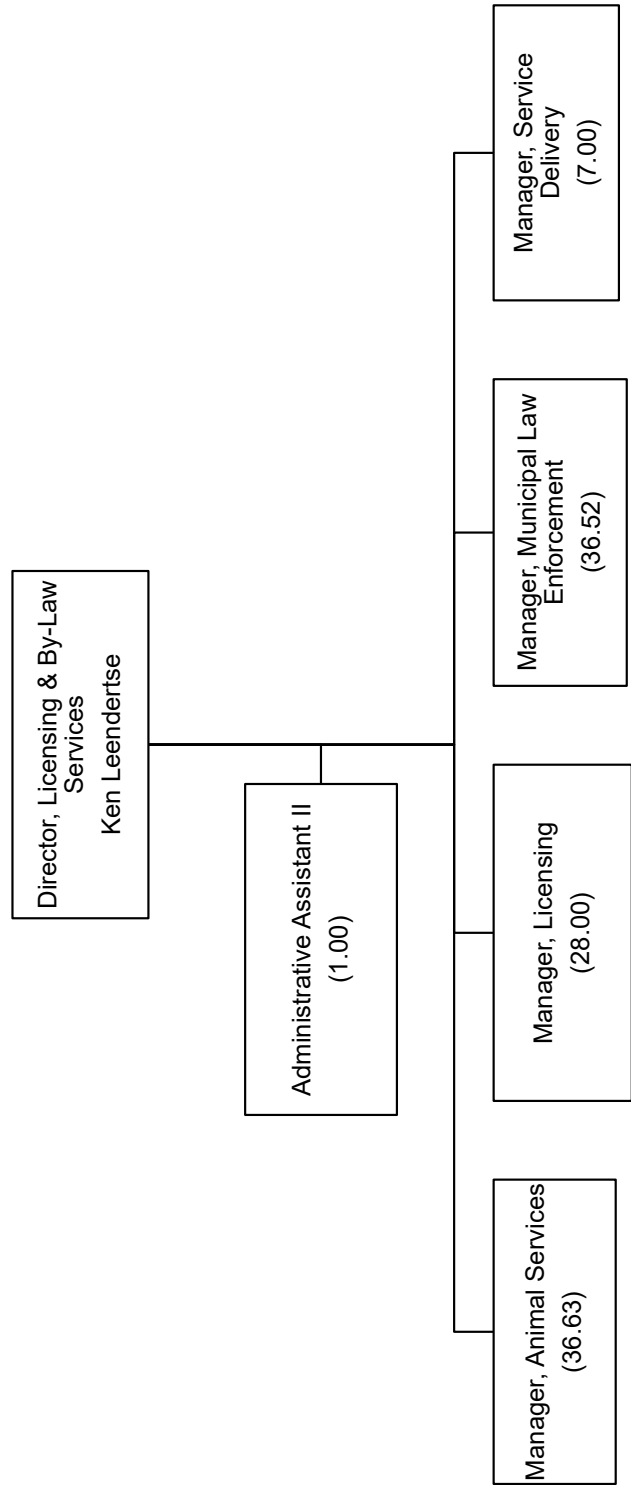 Director, Licensing & By-Law
Services
Ken Leendertse
Administrative Assistant II
(1.00)
Manager, Animal Services
(36.63)
Manager, Licensing
(28.00)
Manager, Municipal Law
Enforcement
(36.52)
Manager, Service
Delivery
(7.00)